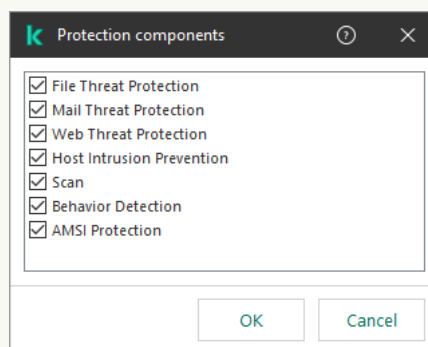 Protection components
File Threat Protection
Mail Threat Protection
Web Threat Protection
Host Intrusion Prevention
Scan
Behavior Detection
AMSI Protection
OK Cancel